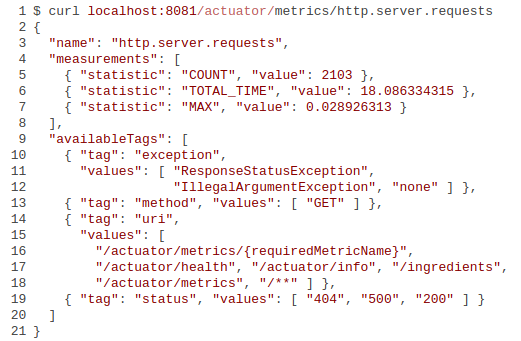 1 $ curl localhost:8081/actuator/metrics/http.server.requests
2 {
3   "name": "http.server.requests",
4   "measurements": [
5     { "statistic": "COUNT", "value": 2103 },
6     { "statistic": "TOTAL_TIME", "value": 18.086334315 },
7     { "statistic": "MAX", "value": 0.028926313 }
8   ],
9   "availableTags": [
10     { "tag": "exception",
11       "values": [ "ResponseStatusException",
12                   "IllegalArgumentException", "none" ] },
13     { "tag": "method", "values": [ "GET" ] },
14     { "tag": "uri",
15       "values": [
16         "/actuator/metrics/{requiredMetricName}",
17         "/actuator/health", "/actuator/info", "/ingredients",
18         "/actuator/metrics", "/**" ] },
19     { "tag": "status", "values": [ "404", "500", "200" ] }
20   ]
21 }